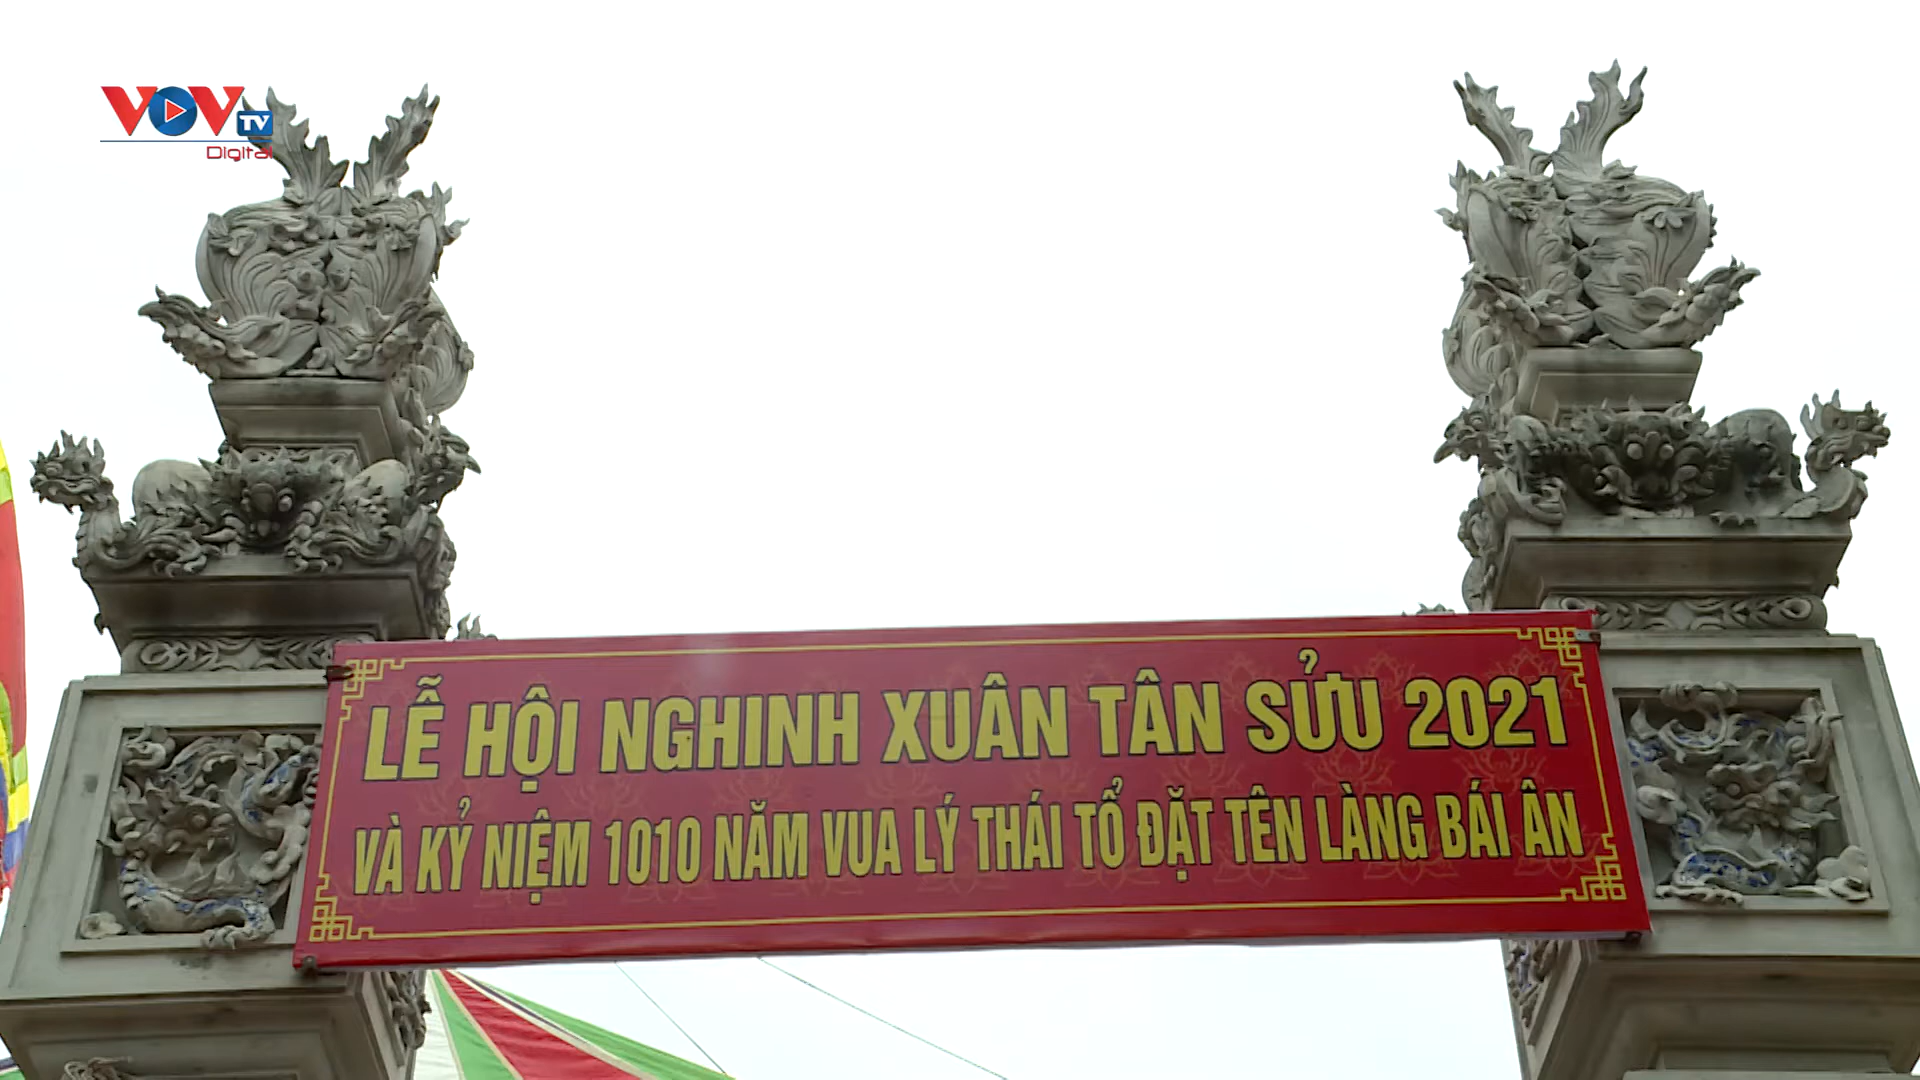 VOV TV
Digital
LỄ HỘI NGHINH XUÂN TÂN SỬU 2021
VÀ KỶ NIỆM 1010 NĂM VUA LÝ THÁI TỔ ĐẶT TÊN LÀNG BÁI ÂN